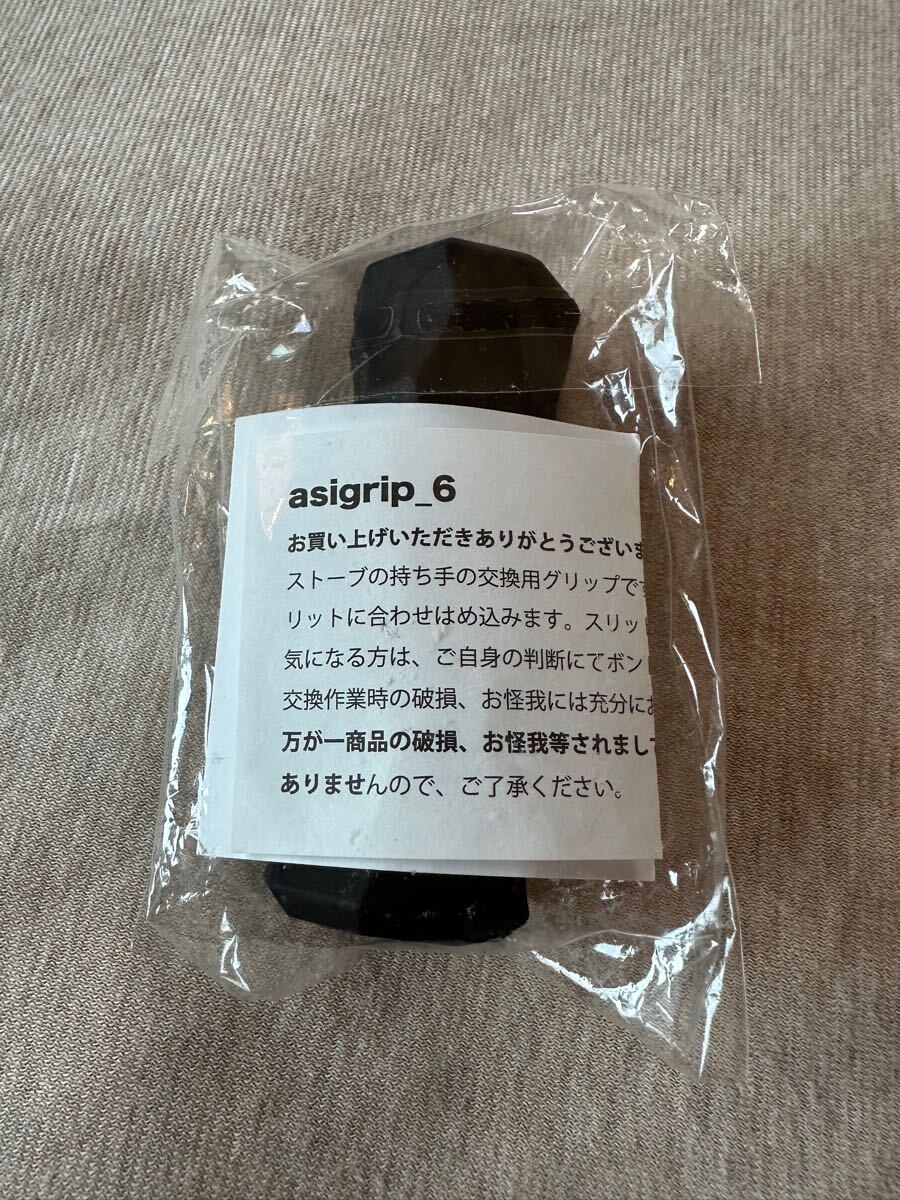 asigrip_6
お買い上げいただきありがとうございま
ストーブの持ち手の交換用グリップで
リットに合わせはめ込みます。スリッ
気になる方は、ご自身の判断にてボン
交換作業時の破損、お怪我には充分に
万が一商品の破損、お怪我等されまして
ありませんので、ご了承ください。